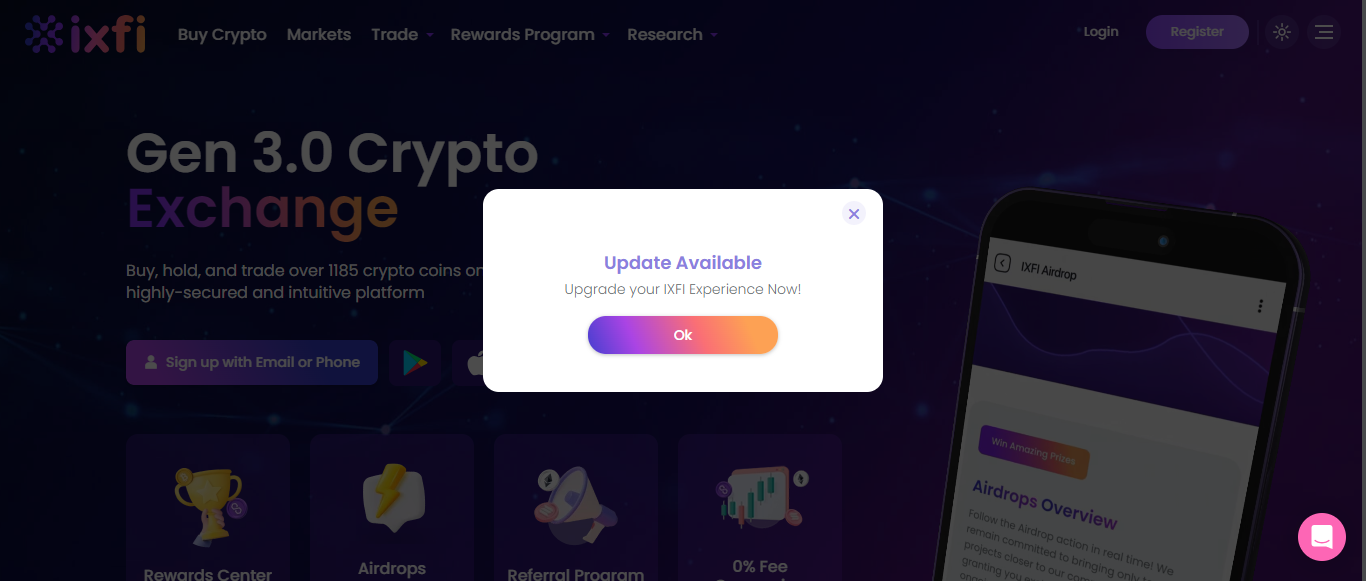 ixfi
Buy Crypto
Markets
Trade
Rewards Program
Research
Login
Register
Gen 3.0 Crypto
Exchange
Buy, hold, and trade over 1185 crypto coins on
highly-secured and intuitive platform
Sign up with Email or Phone
Update Available
Upgrade your IXFI Experience Now!
Ok
Rewards Center
Airdrops
Referral Program
0% Fee
IXFI Airdrop
Win Amazing Prizes
Airdrops Overview
Follow the Airdrop action in real time! We
remain committed to bringing only
projects closer to our
granting you